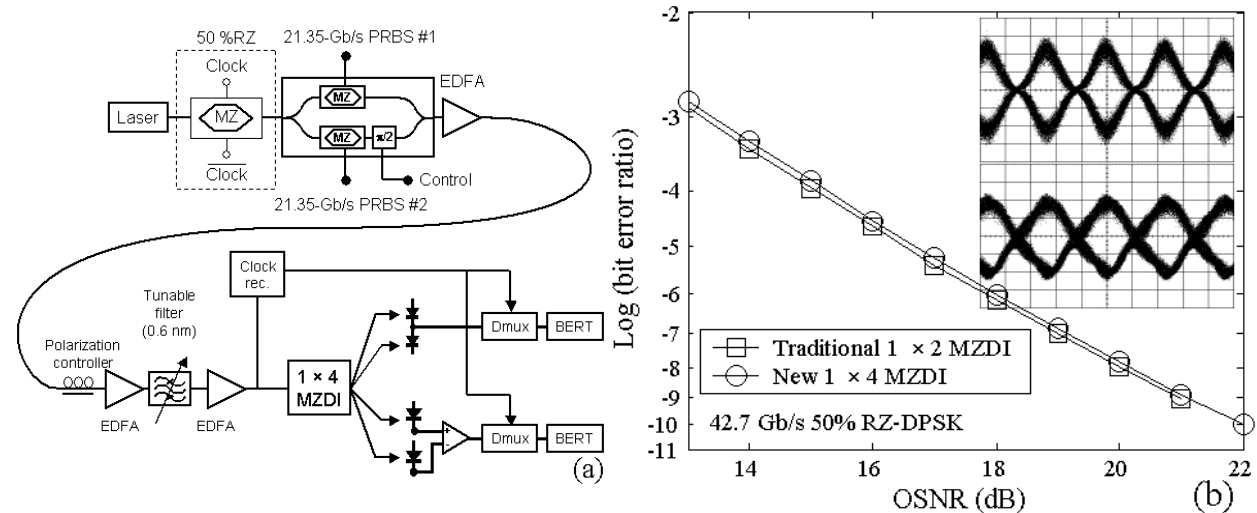 50 %RZ
21.35-Gb/s PRBS #1
Clock
EDFA
Laser
MZ
MZ
MZ
π/2
Clock
Control
21.35-Gb/s PRBS #2
Clock
rec.
Tunable
filter
(0.6 nm)
Polarization
controller
EDFA
EDFA
1 × 4
MZDI
Dmux
BERT
+
-
Dmux
BERT
(a)
Log (bit error ratio)
-2
-3
-4
-5
-6
-7
-8
-9
-10
-11
Traditional 1 × 2 MZDI
New 1 × 4 MZDI
42.7 Gb/s 50% RZ-DPSK
14
16
18
20
22
OSNR (dB)
(b)